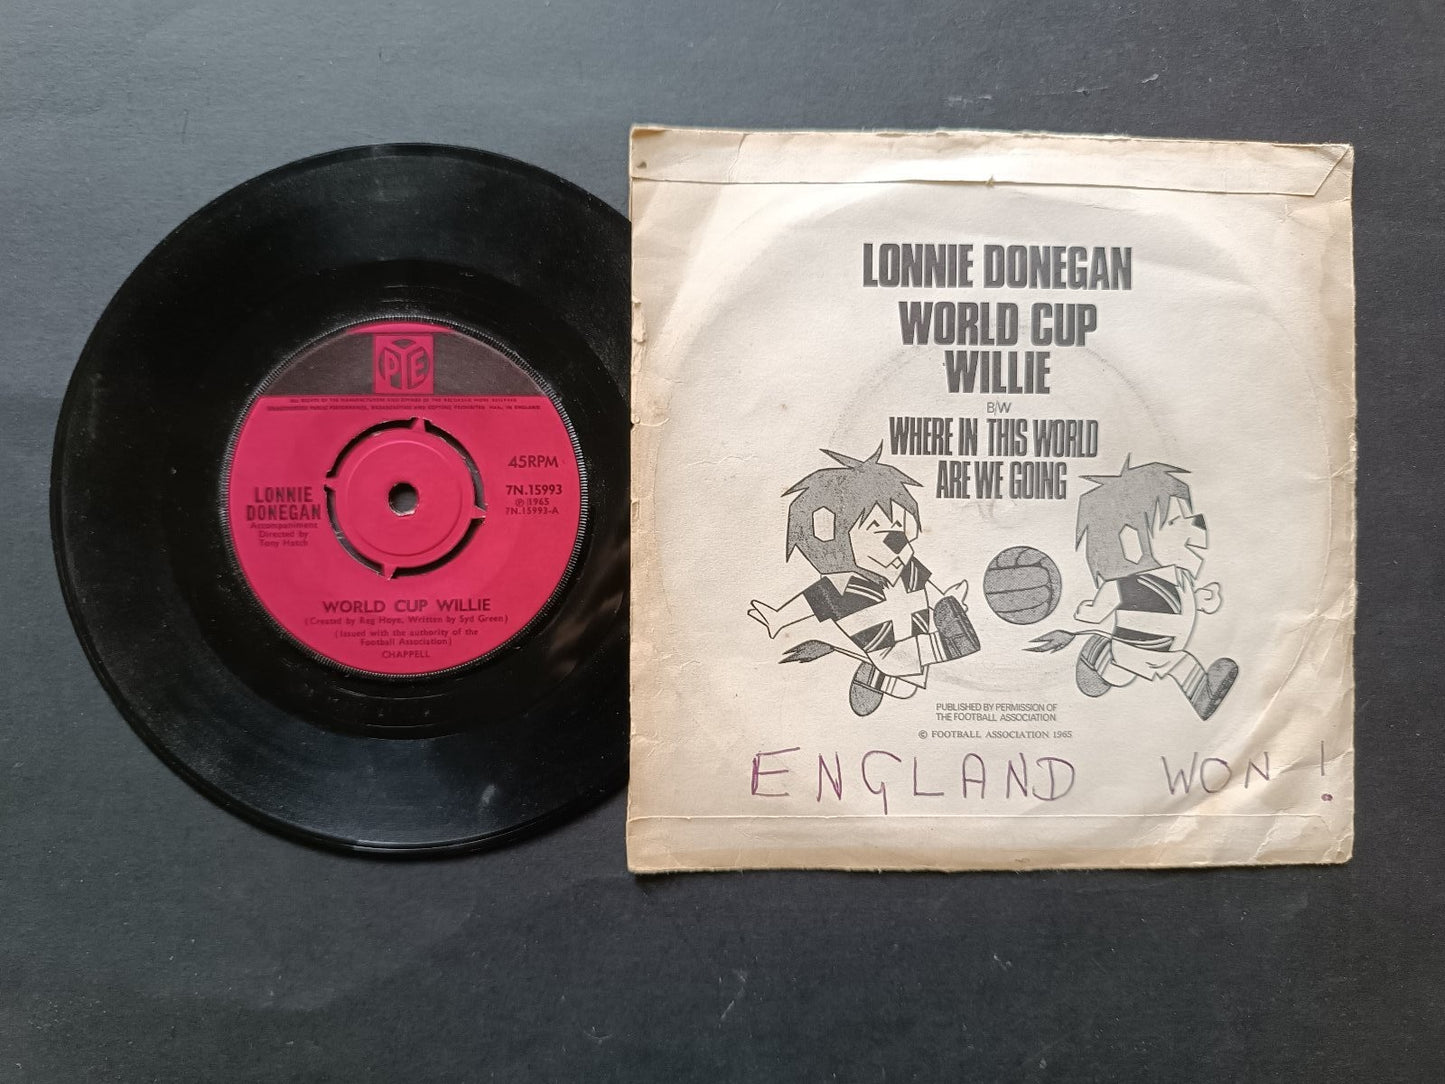 PYE
45RPM
7N.15993
℗ 1965
7N.15993-A
LONNIE
DONEGAN
Accompaniment
Directed by
Tony Hatch
WORLD CUP WILLIE
(Created by Reg Hoye, Written by Syd Green)
(Issued with the authority of the
Football Association)
CHAPPELL
LONNIE DONEGAN
WORLD CUP
WILLIE
B/W
WHERE IN THIS WORLD
ARE WE GOING
PUBLISHED BY PERMISSION OF
THE FOOTBALL ASSOCIATION
© FOOTBALL ASSOCIATION 1965
ENGLAND WON!